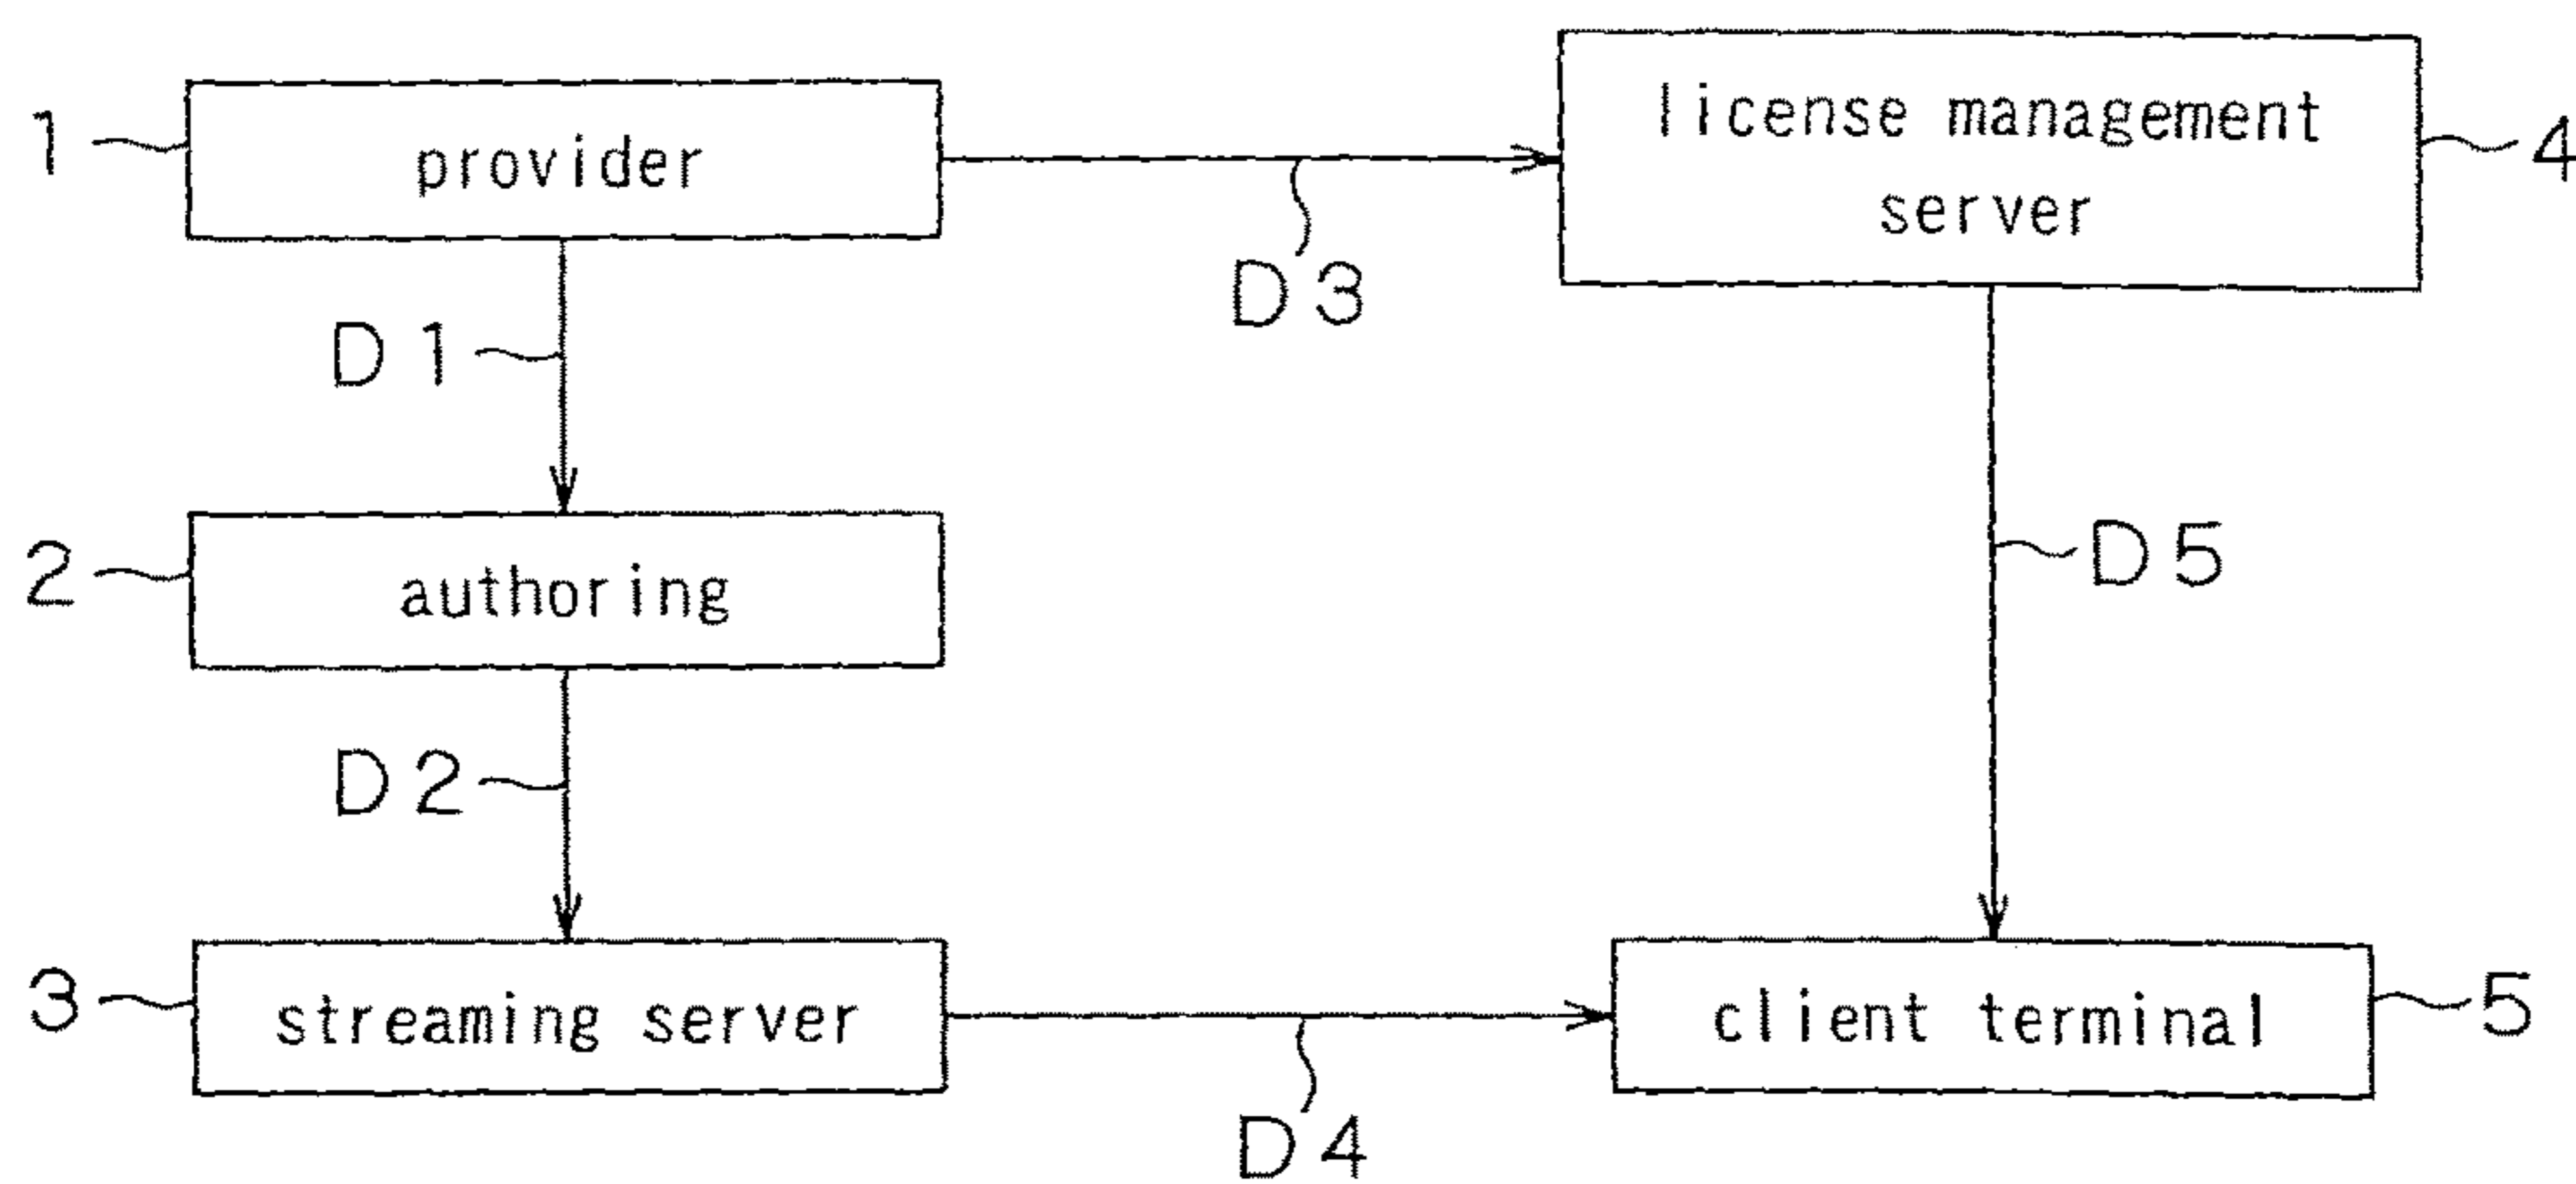 1
provider
D3
license management
server
4
D1
2
authoring
D5
D2
3
streaming server
D4
client terminal
5